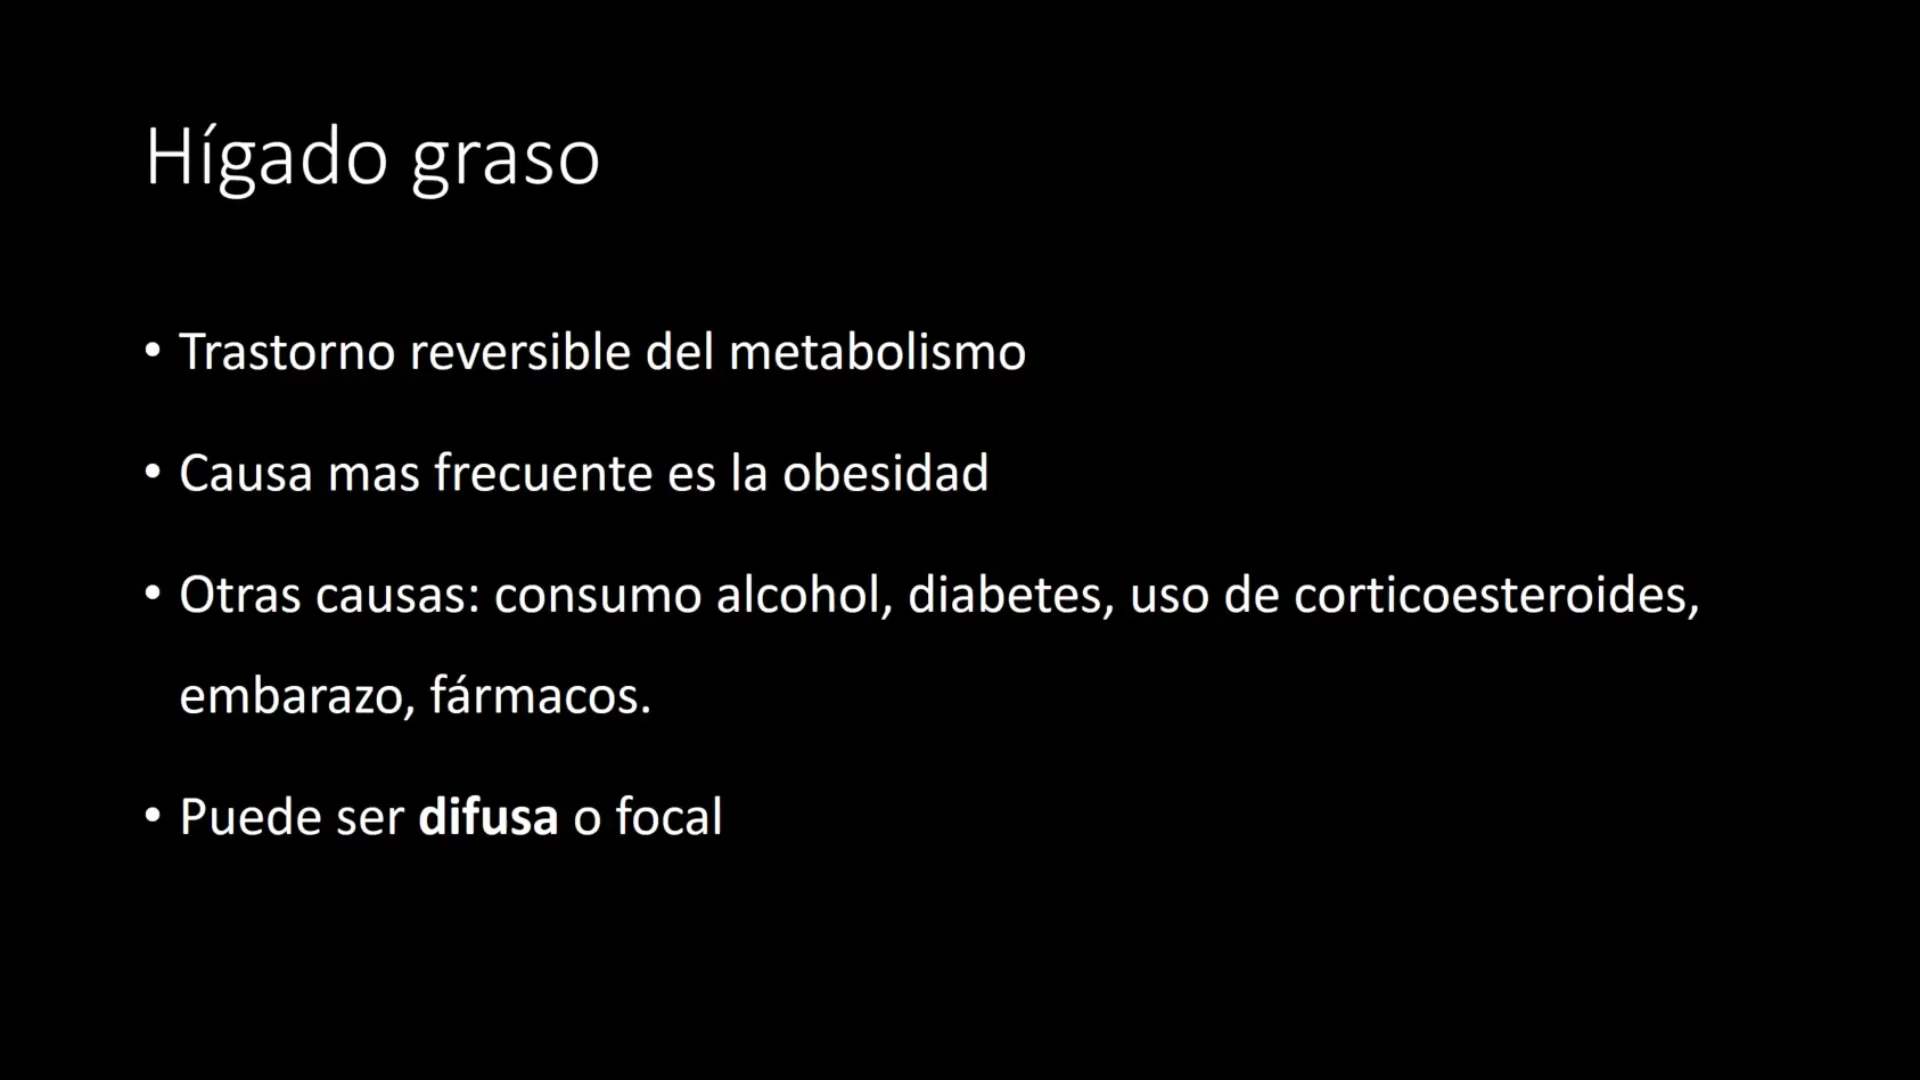 Hígado graso
• Trastorno reversible del metabolismo
• Causa mas frecuente es la obesidad
• Otras causas: consumo alcohol, diabetes, uso de corticoesteroides,
embarazo, fármacos.
• Puede ser difusa o focal